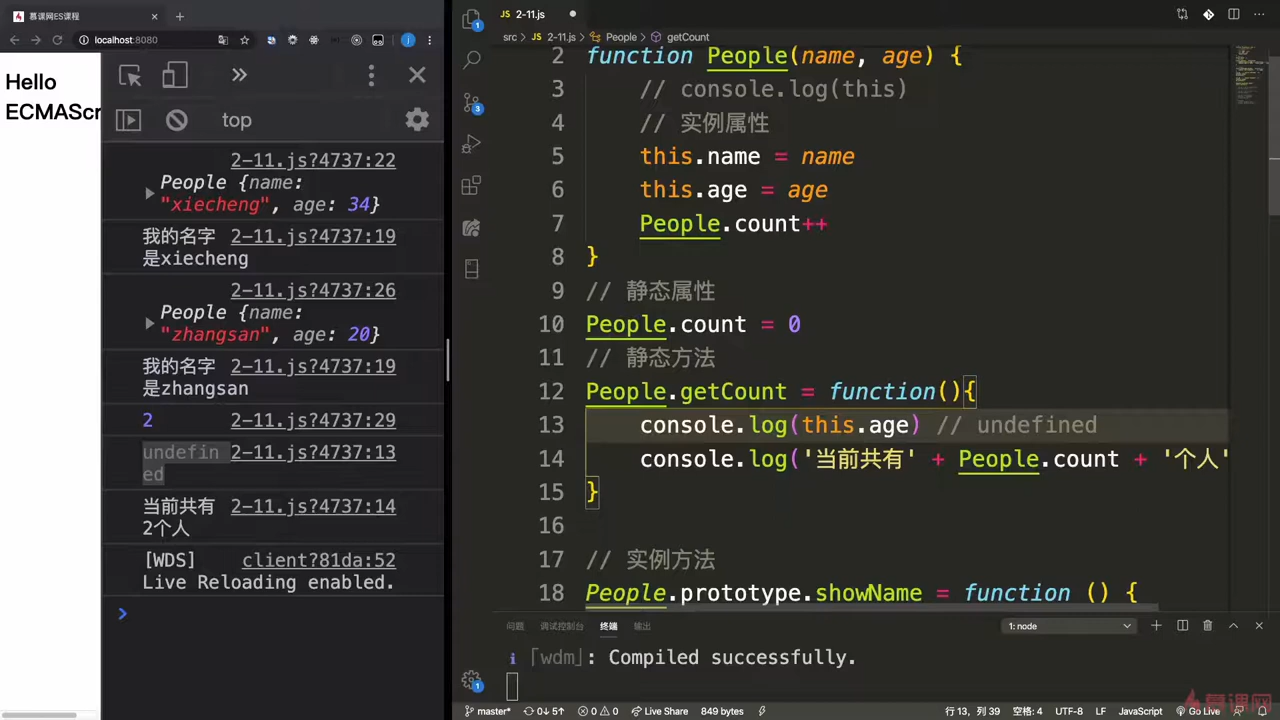 慕课网ES课程
localhost:8080
Hello
ECMAScr
top
2-11.js?4737:22
People {name:
"xiecheng", age: 34}
我的名字 2-11.js?4737:19
是xiecheng
2-11.js?4737:26
People {name:
"zhangsan", age: 20}
我的名字 2-11.js?4737:19
是zhangsan
2 2-11.js?4737:29
undefin 2-11.js?4737:13
ed
当前共有 2-11.js?4737:14
2个人
[WDS] client?81da:52
Live Reloading enabled.
2-11.js
src > JS 2-11.js > People > getCount
2 function People(name, age) {
3 // console.log(this)
4 // 实例属性
5 this.name = name
6 this.age = age
7 People.count++
8 }
9 // 静态属性
10 People.count = 0
11 // 静态方法
12 People.getCount = function(){
13 console.log(this.age) // undefined
14 console.log('当前共有' + People.count + '个人'
15 }
16
17 // 实例方法
18 People.prototype.showName = function () {
问题 调试控制台 终端 输出 1: node
i ｢wdm｣: Compiled successfully.
master* 0↓ 5↑ 0 0 Live Share 849 bytes 行 13, 列 39 空格: 4 UTF-8 LF JavaScript Go Live
慕课网